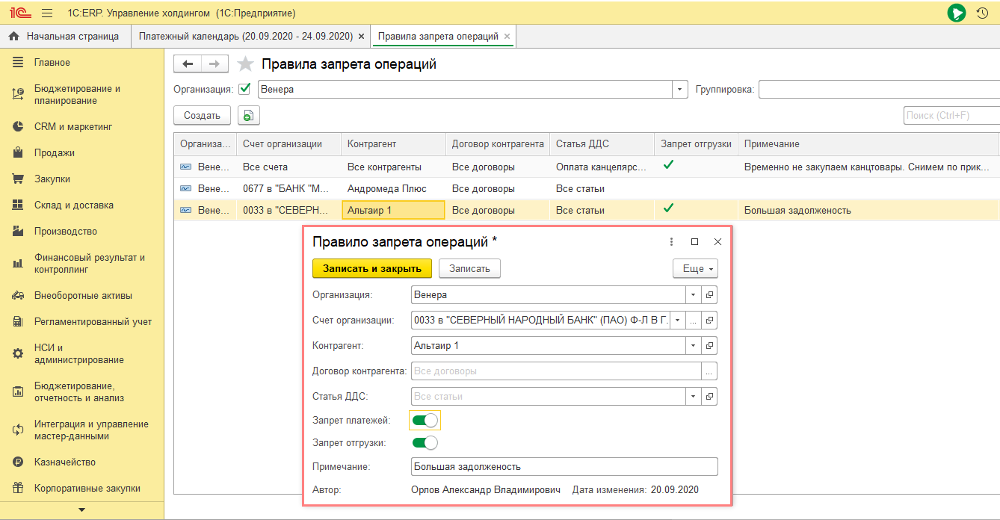 1С:ERP. Управление холдингом (1С:Предприятие)
Начальная страница
Платежный календарь (20.09.2020 - 24.09.2020) ×
Правила запрета операций ×
Главное
Бюджетирование и
планирование
CRM и маркетинг
Продажи
Закупки
Склад и доставка
Производство
Финансовый результат и
контроллинг
Внеоборотные активы
Регламентированный учет
НСИ и
администрирование
Бюджетирование,
отчетность и анализ
Интеграция и управление
мастер-данными
Казначейство
Корпоративные закупки
Правила запрета операций
Организация: Венера Группировка:
Создать Поиск (Ctrl+F)
Организа... Счет организации Контрагент Договор контрагента Статья ДДС Запрет отгрузки Примечание
Вене... Все счета Все контрагенты Все договоры Оплата канцелярс... Временно не закупаем канцтовары. Снимем по прик...
Вене... 0677 в "БАНК "М... Андромеда Плюс Все договоры Все статьи
Вене... 0033 в "СЕВЕРН... Альтаир 1 Все договоры Все статьи Большая задолженость
Правило запрета операций *
Записать и закрыть Записать Еще
Организация: Венера
Счет организации: 0033 в "СЕВЕРНЫЙ НАРОДНЫЙ БАНК" (ПАО) Ф-Л В Г. ...
Контрагент: Альтаир 1
Договор контрагента: Все договоры ...
Статья ДДС: Все статьи
Запрет платежей:
Запрет отгрузки:
Примечание: Большая задолженость
Автор: Орлов Александр Владимирович Дата изменения: 20.09.2020